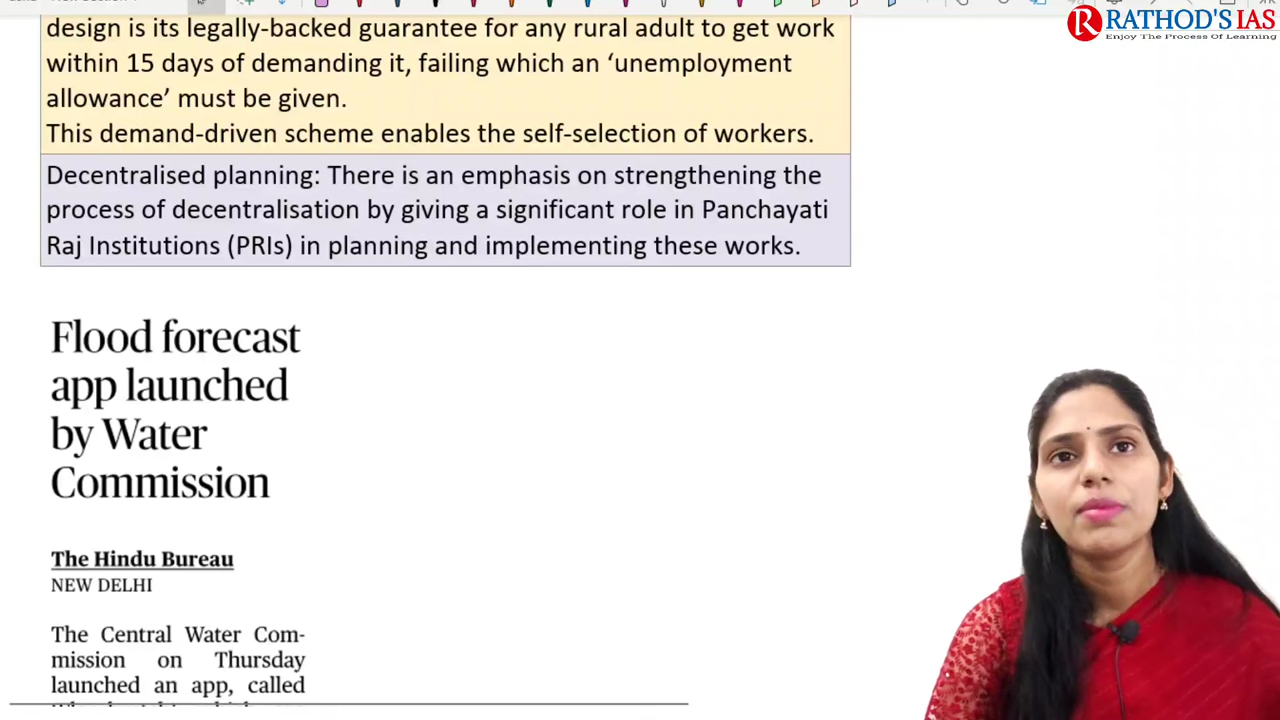 RATHOD'S IAS
Enjoy The Process Of Learning
design is its legally-backed guarantee for any rural adult to get work
within 15 days of demanding it, failing which an ‘unemployment
allowance’ must be given.
This demand-driven scheme enables the self-selection of workers.
Decentralised planning: There is an emphasis on strengthening the
process of decentralisation by giving a significant role in Panchayati
Raj Institutions (PRIs) in planning and implementing these works.
Flood forecast
app launched
by Water
Commission
The Hindu Bureau
NEW DELHI
The Central Water Com-
mission on Thursday
launched an app, called